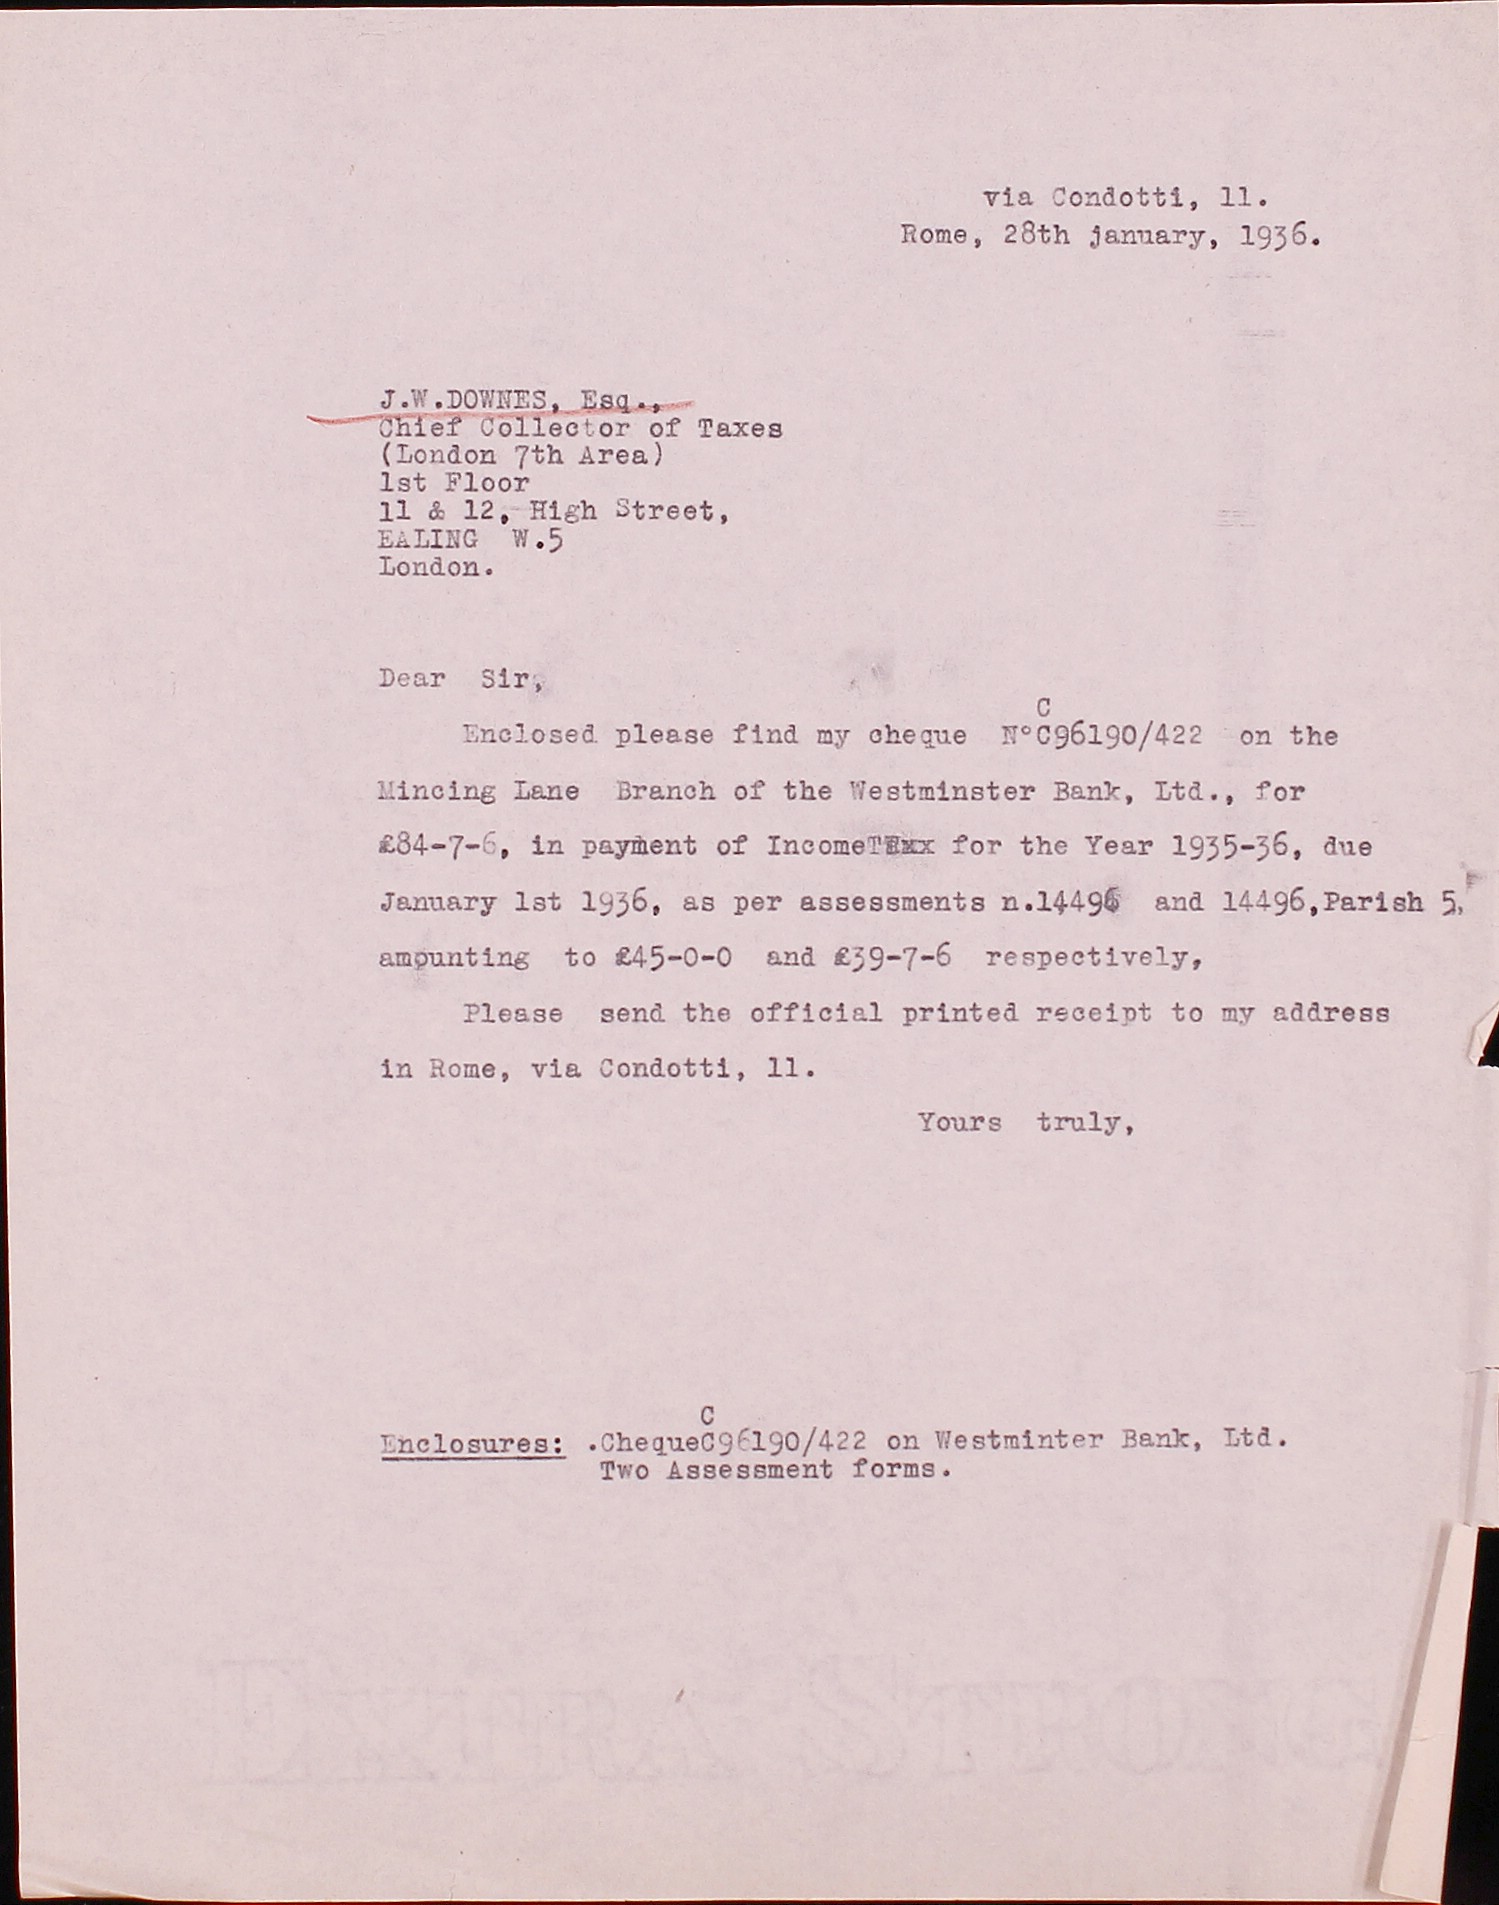 via Condotti, 11.
Rome, 28th january, 1936.
J.W.DOWNES, Esq.,
Chief Collector of Taxes
(London 7th Area)
1st Floor
11 & 12, High Street,
EALING W.5
London.
Dear Sir,
C
Enclosed please find my cheque N°C96190/422 on the
Mincing Lane Branch of the Westminster Bank, Ltd., for
£84-7-6, in payment of Income for the Year 1935-36, due
January 1st 1936, as per assessments n. and 14496,Parish 5,
amounting to £45-0-0 and £39-7-6 respectively,
Please send the official printed receipt to my address
in Rome, via Condotti, 11.
Yours truly,
C
Enclosures: .ChequeC96190/422 on Westminter Bank, Ltd.
Two Assessment forms.